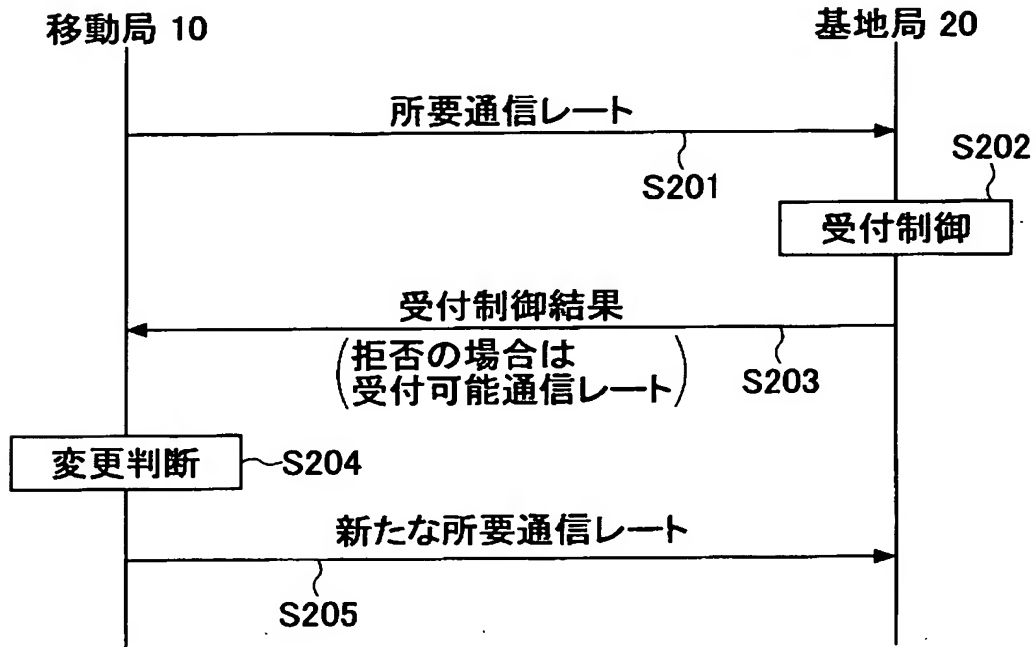 移動局 10
基地局 20
所要通信レート
S201
S202
受付制御
受付制御結果
(拒否の場合は
受付可能通信レート)
S203
変更判断
S204
新たな所要通信レート
S205